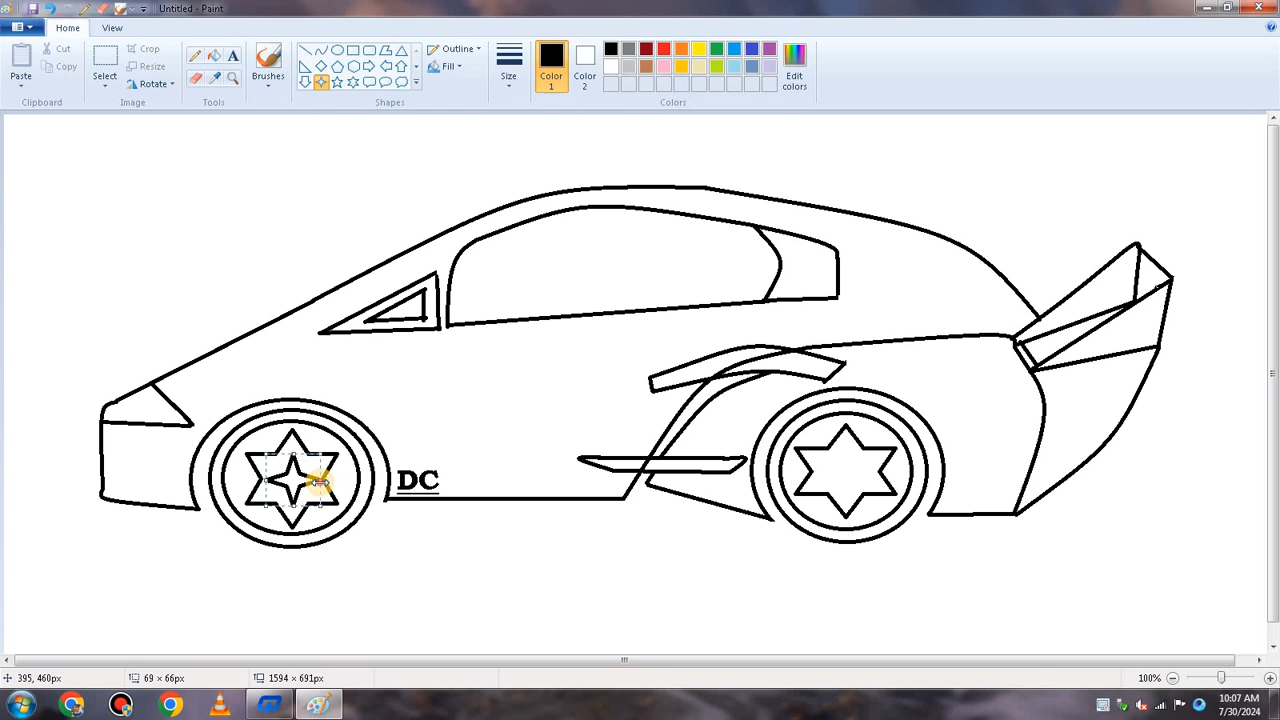 Untitled - Paint
Home
View
Paste
Cut
Copy
Clipboard
Select
Crop
Resize
Rotate
Image
A
Tools
Brushes
Outline
Fill
Shapes
Size
Color 1
Color 2
Edit colors
Colors
DC
395, 460px
69 × 66px
1594 × 691px
100%
10:07 AM
7/30/2024